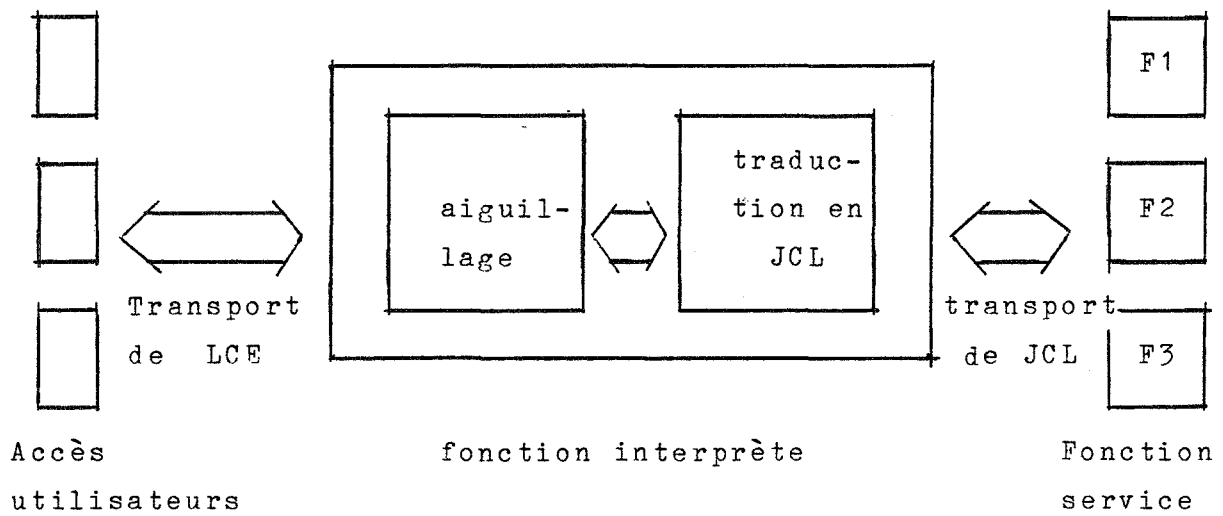 F1
traduc-
tion en
JCL
aiguil-
lage
F2
Transport
de LCE
transport
de JCL
F3
Accès
utilisateurs
fonction interprète
Fonction
service